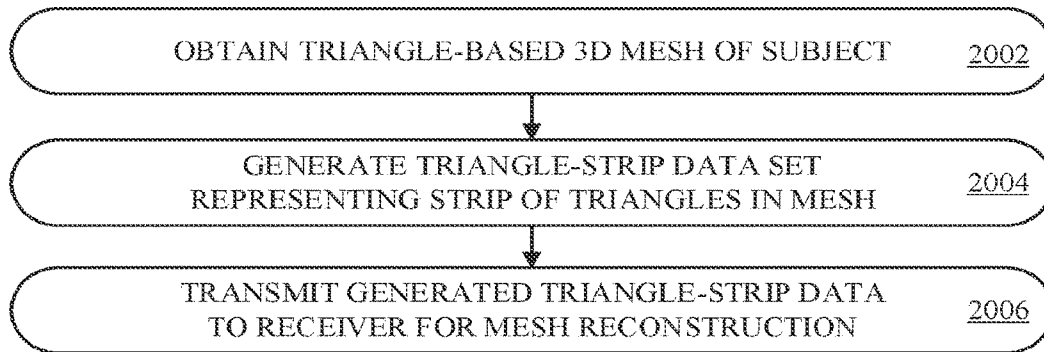 OBTAIN TRIANGLE-BASED 3D MESH OF SUBJECT 2002
GENERATE TRIANGLE-STRIP DATA SET
REPRESENTING STRIP OF TRIANGLES IN MESH 2004
TRANSMIT GENERATED TRIANGLE-STRIP DATA
TO RECEIVER FOR MESH RECONSTRUCTION 2006